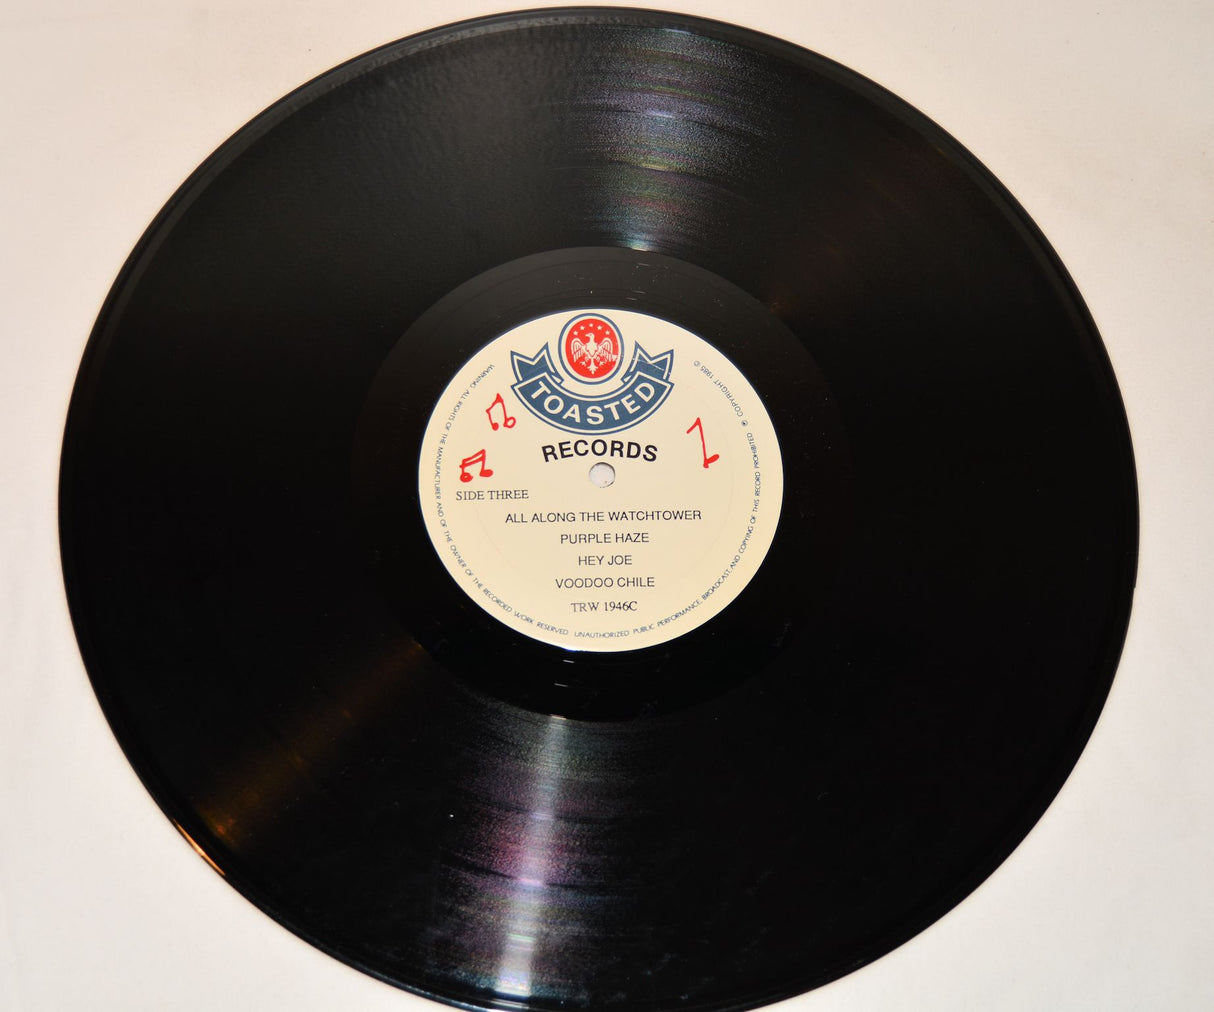 TOASTED
RECORDS
SIDE THREE
ALL ALONG THE WATCHTOWER
PURPLE HAZE
HEY JOE
VOODOO CHILE
TRW 1946C
WARNING: ALL RIGHTS OF THE MANUFACTURER AND OF THE OWNER OF THE RECORDED WORK RESERVED UNAUTHORIZED PUBLIC PERFORMANCE, BROADCAST, AND COPYING OF THIS RECORD PROHIBITED ℗ COPYRIGHT 1985 ©